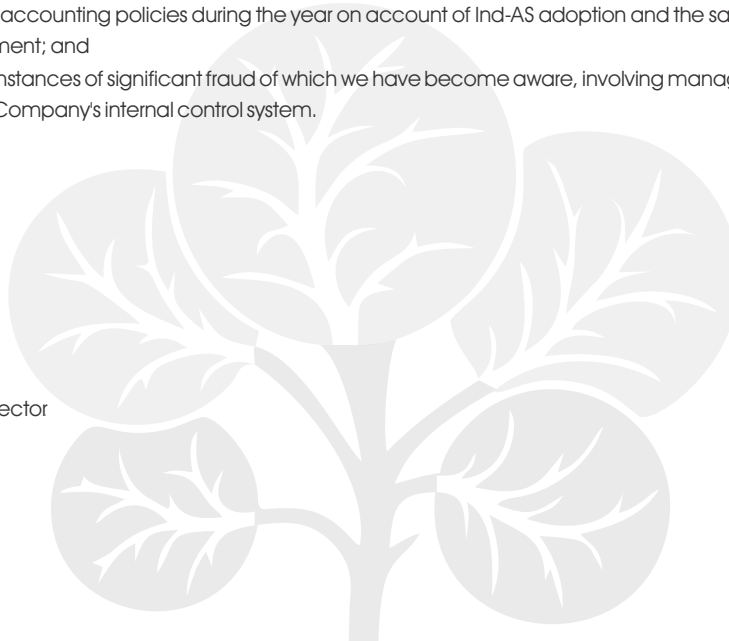 accounting policies during the year on account of Ind-AS adoption and the sa
ment; and
nstances of significant fraud of which we have become aware, involving manag
Company's internal control system.
ector